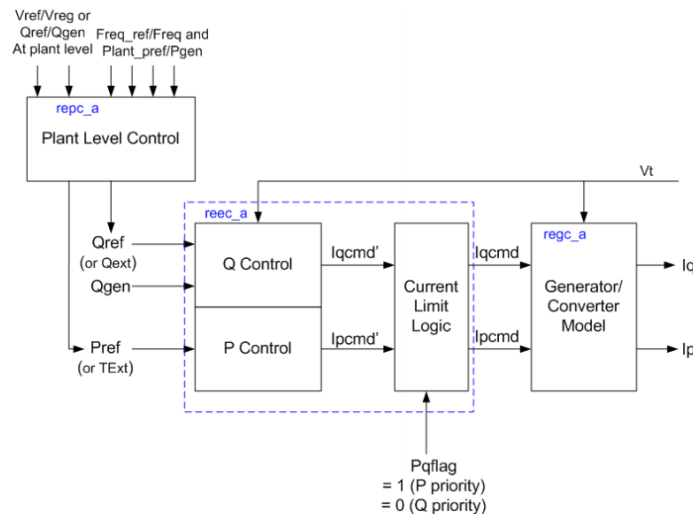 Vref/Vreg or
Qref/Qgen
At plant level
Freq_ref/Freq and
Plant_pref/Pgen
repc_a
Plant Level Control
Vt
reec_a
regc_a
Qref
(or Qext)
Qgen
Q Control
Iqcmd'
Iqcmd
Iq
Current
Limit
Logic
Generator/
Converter
Model
Pref
(or TExt)
P Control
Ipcmd'
Ipcmd
Ip
Pqflag
= 1 (P priority)
= 0 (Q priority)